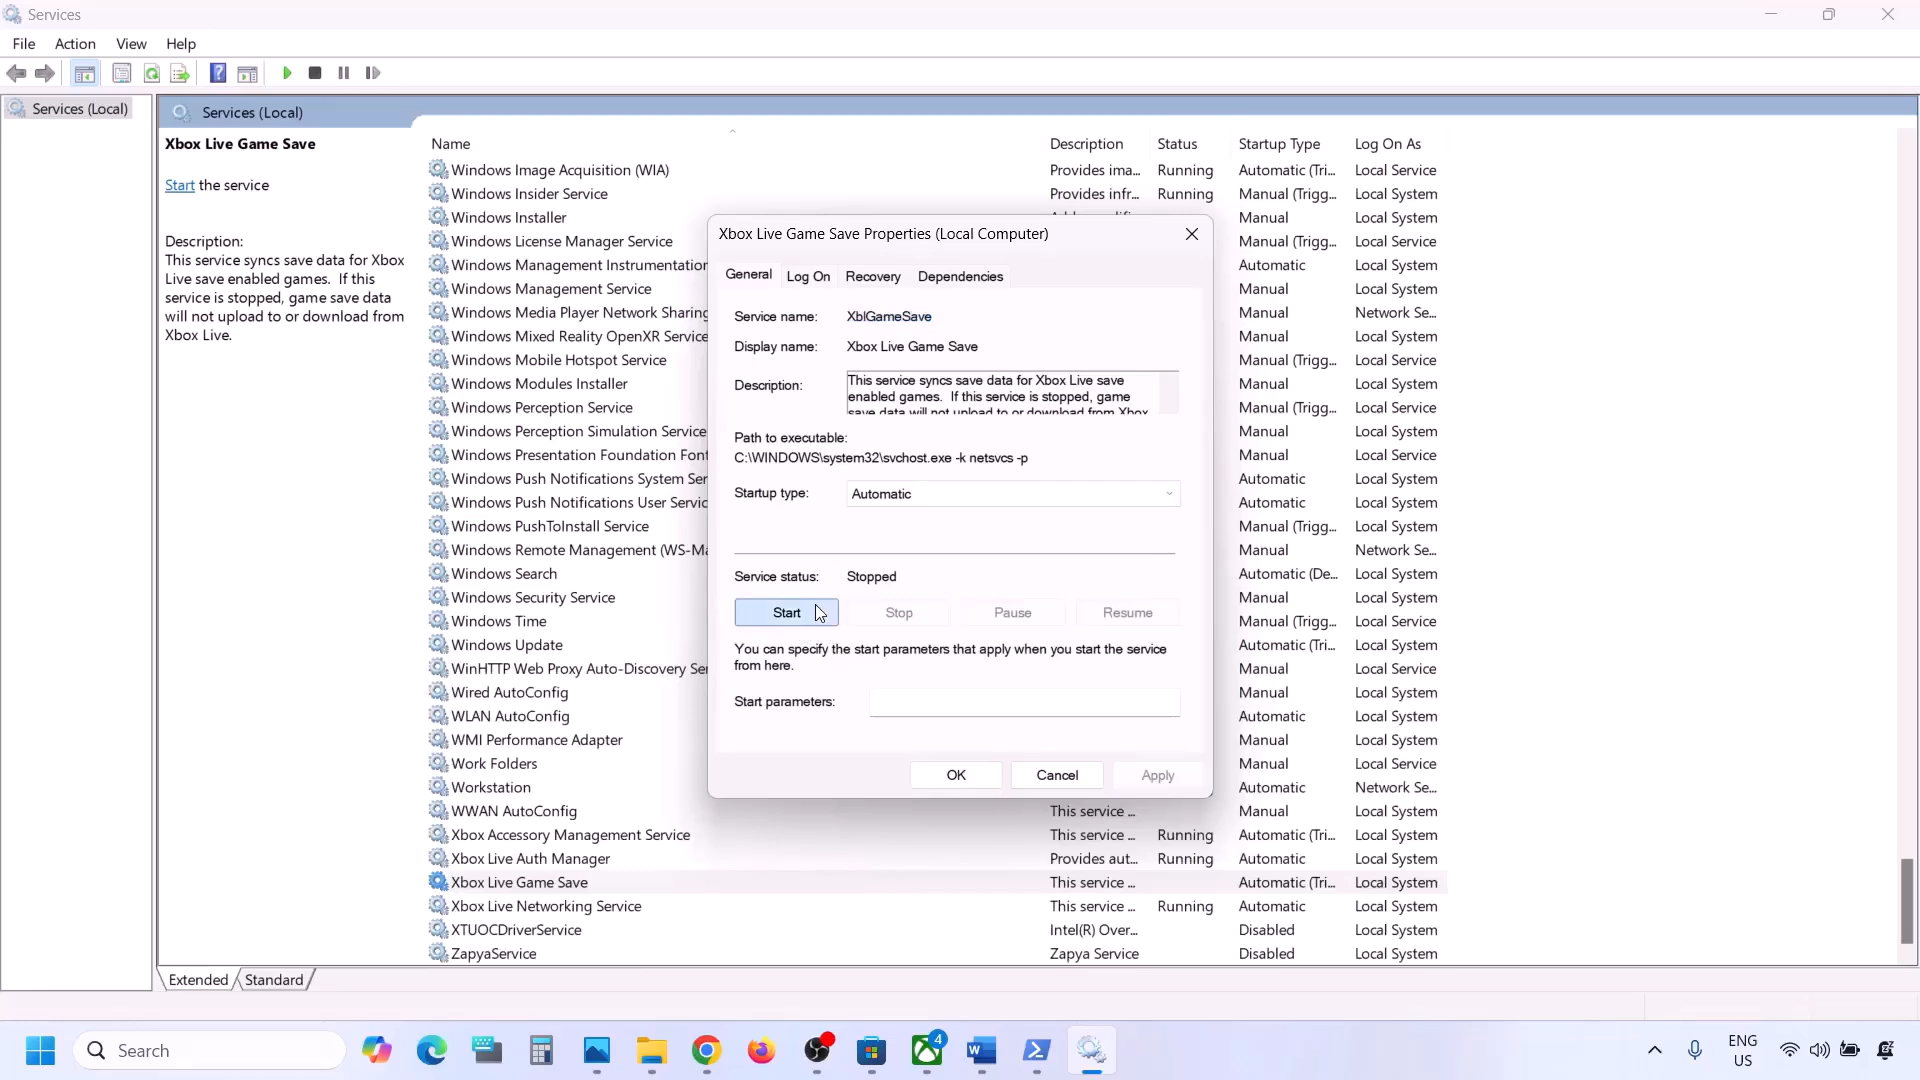 Services
File Action View Help
Services (Local)
Services (Local)
Xbox Live Game Save
Start the service
Description:
This service syncs save data for Xbox
Live save enabled games. If this
service is stopped, game save data
will not upload to or download from
Xbox Live.
Name Description Status Startup Type Log On As
Windows Image Acquisition (WIA) Provides ima... Running Automatic (Tri... Local Service
Windows Insider Service Provides infr... Running Manual (Trigg... Local System
Windows Installer Manual Local System
Windows License Manager Service Manual (Trigg... Local Service
Windows Management Instrumentation Automatic Local System
Windows Management Service Manual Local System
Windows Media Player Network Sharing Manual Network Se...
Windows Mixed Reality OpenXR Service Manual Local System
Windows Mobile Hotspot Service Manual (Trigg... Local Service
Windows Modules Installer Manual Local System
Windows Perception Service Manual (Trigg... Local Service
Windows Perception Simulation Service Manual Local System
Windows Presentation Foundation Font Manual Local Service
Windows Push Notifications System Ser Automatic Local System
Windows Push Notifications User Servic Automatic Local System
Windows PushToInstall Service Manual (Trigg... Local System
Windows Remote Management (WS-Ma Manual Network Se...
Windows Search Automatic (De... Local System
Windows Security Service Manual Local System
Windows Time Manual (Trigg... Local Service
Windows Update Automatic (Tri... Local System
WinHTTP Web Proxy Auto-Discovery Ser Manual Local Service
Wired AutoConfig Manual Local System
WLAN AutoConfig Automatic Local System
WMI Performance Adapter Manual Local System
Work Folders Manual Local Service
Workstation Automatic Network Se...
WWAN AutoConfig This service ... Manual Local System
Xbox Accessory Management Service This service ... Running Automatic (Tri... Local System
Xbox Live Auth Manager Provides aut... Running Automatic Local System
Xbox Live Game Save This service ... Automatic (Tri... Local System
Xbox Live Networking Service This service ... Running Automatic Local System
XTUOCDriverService Intel(R) Over... Disabled Local System
ZapyaService Zapya Service Disabled Local System
Xbox Live Game Save Properties (Local Computer)
General Log On Recovery Dependencies
Service name: XblGameSave
Display name: Xbox Live Game Save
Description: This service syncs save data for Xbox Live save
enabled games. If this service is stopped, game
save data will not upload to or download from Xbox
Path to executable:
C:\WINDOWS\system32\svchost.exe -k netsvcs -p
Startup type: Automatic
Service status: Stopped
Start Stop Pause Resume
You can specify the start parameters that apply when you start the service
from here.
Start parameters:
OK Cancel Apply
Extended Standard
Search
4
ENG
US